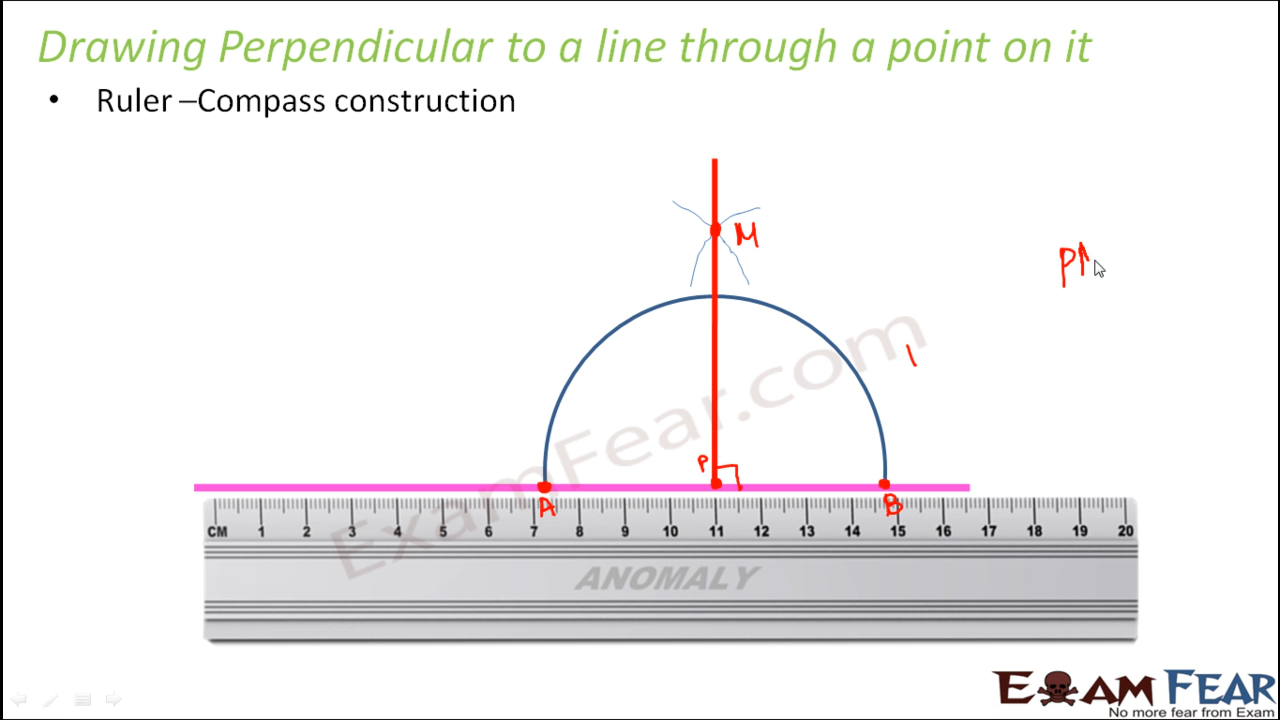 Drawing Perpendicular to a line through a point on it
• Ruler –Compass construction
M
P
A
B
CM 1 2 3 4 5 6 7 8 9 10 11 12 13 14 15 16 17 18 19 20
ANOMALY
ExamFear.com
EXAM FEAR
No more fear from Exam